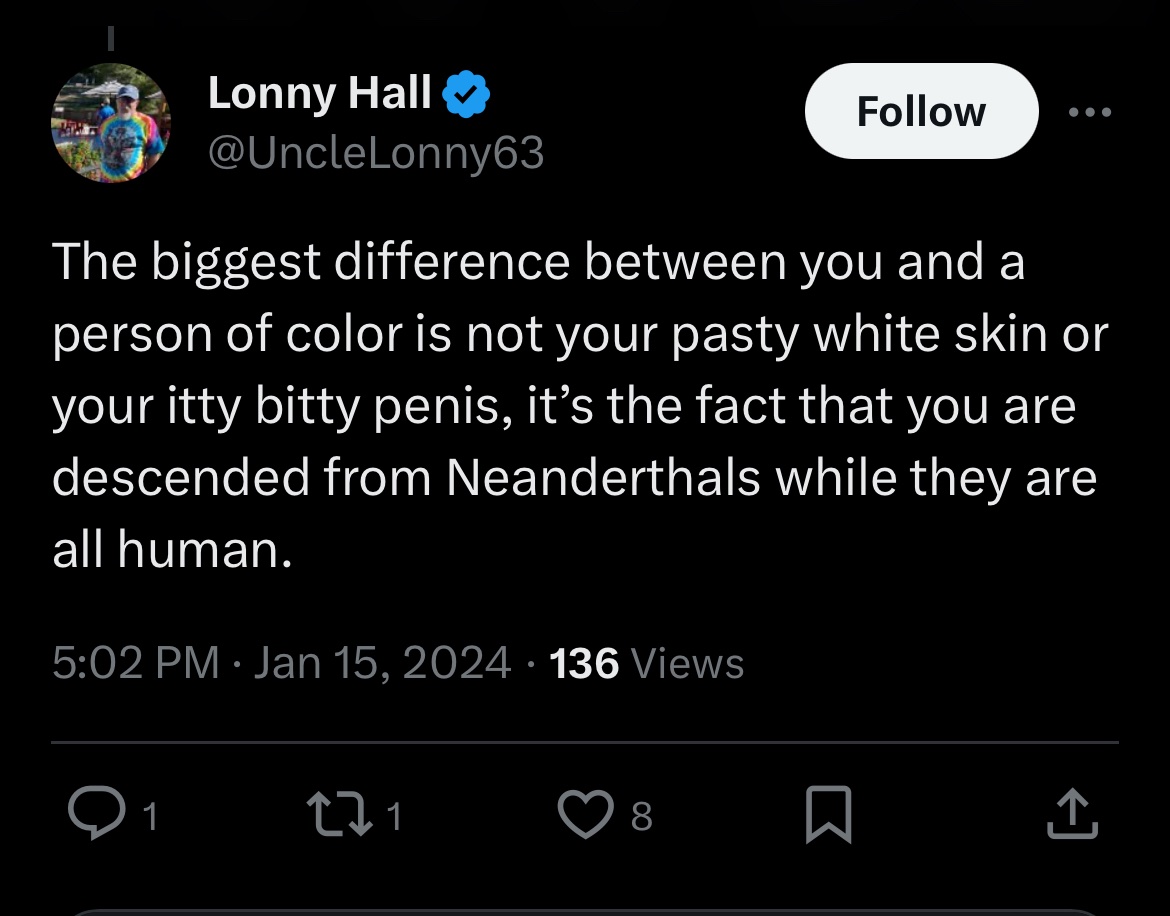 Lonny Hall
@UncleLonny63
Follow
The biggest difference between you and a
person of color is not your pasty white skin or
your itty bitty penis, it’s the fact that you are
descended from Neanderthals while they are
all human.
5:02 PM · Jan 15, 2024 · 136 Views
1 1 8